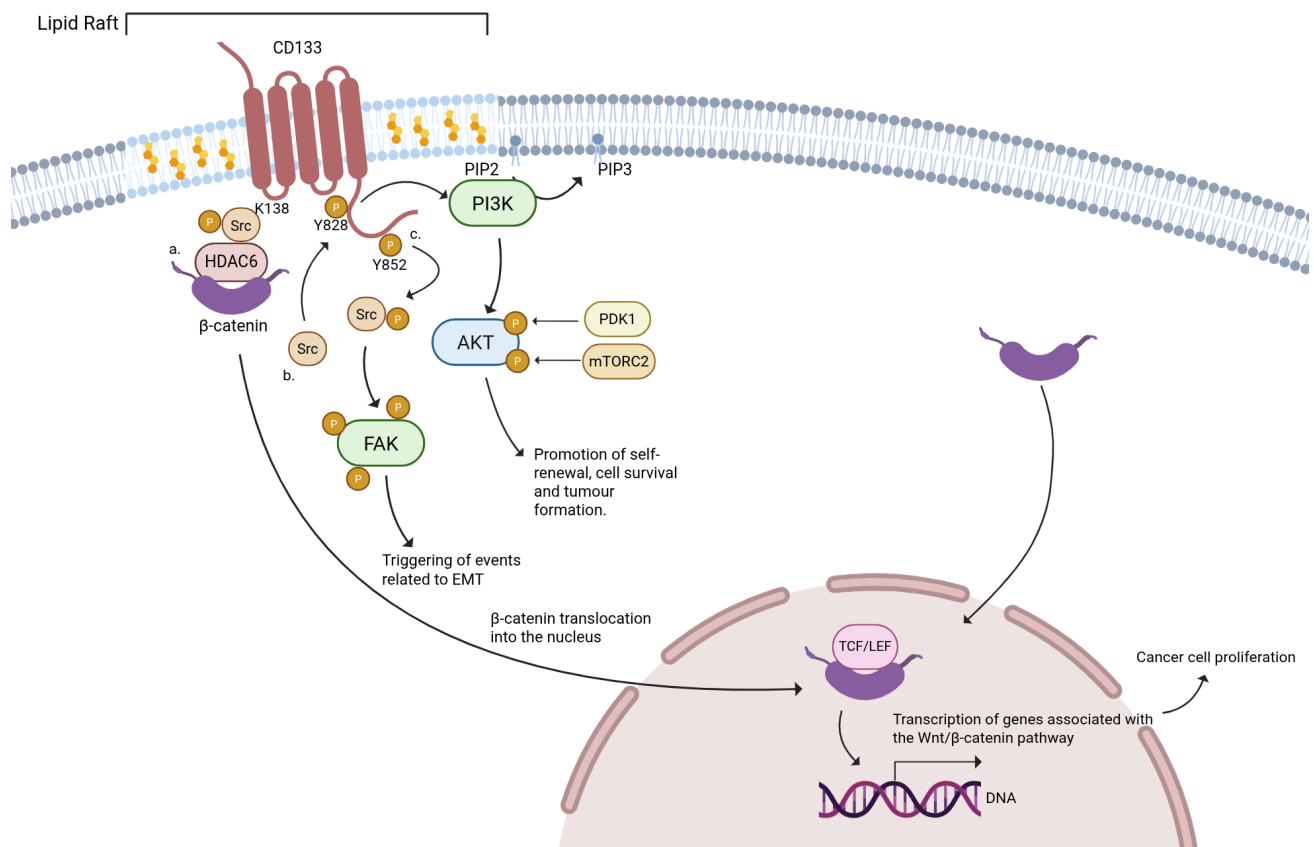 Lipid Raft
CD133
PIP2
PIP3
K138
P
Y828
PI3K
P
Src
a.
HDAC6
β-catenin
P
c.
Y852
Src
b.
Src
P
AKT
P
P
PDK1
mTORC2
P
P
FAK
P
Promotion of self-
renewal, cell survival
and tumour
formation.
Triggering of events
related to EMT
β-catenin translocation
into the nucleus
TCF/LEF
Cancer cell proliferation
Transcription of genes associated with
the Wnt/β-catenin pathway
DNA